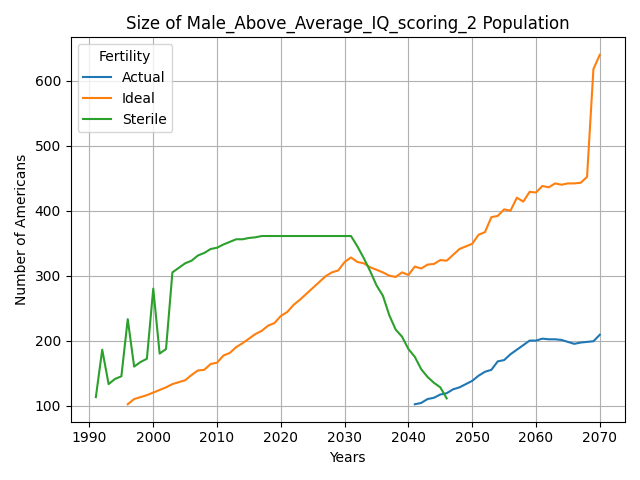 Size of Male_Above_Average_IQ_scoring_2 Population
Fertility
Actual
Ideal
Sterile
Number of Americans
600
500
400
300
200
100
1990
2000
2010
2020
2030
2040
2050
2060
2070
Years